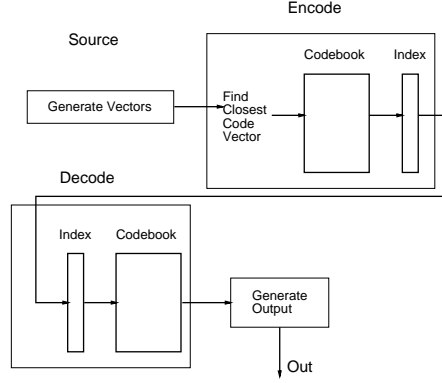 Encode
Source
Codebook
Index
Generate Vectors
Find
Closest
Code
Vector
Decode
Index
Codebook
Generate
Output
Out